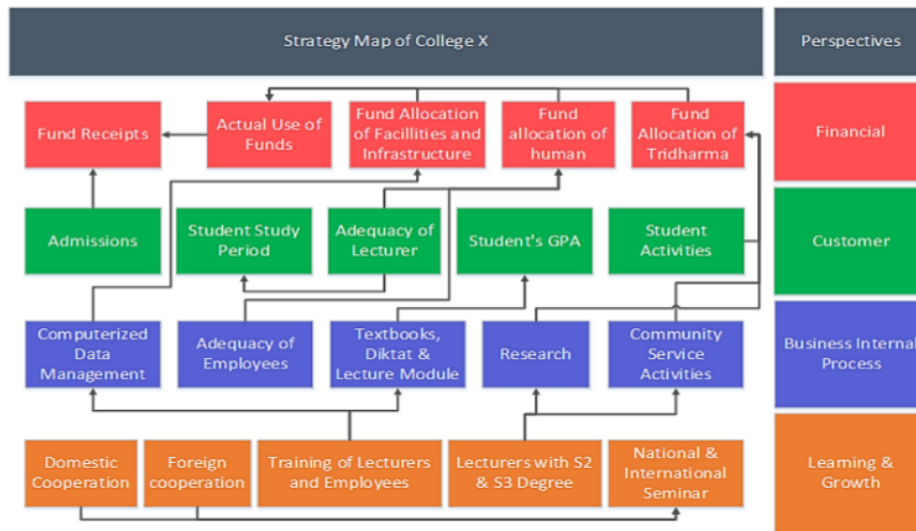 Strategy Map of College X
Perspectives
Fund Receipts
Actual Use of
Funds
Fund Allocation
of Facillities and
Infrastructure
Fund
allocation of
human
Fund
Allocation of
Tridharma
Financial
Admissions
Student Study
Period
Adequacy of
Lecturer
Student's GPA
Student
Activities
Customer
Computerized
Data
Management
Adequacy of
Employees
Textbooks,
Diktat &
Lecture Module
Research
Community
Service
Activities
Business Internal
Process
Domestic
Cooperation
Foreign
cooperation
Training of Lecturers
and Employees
Lecturers with S2
& S3 Degree
National &
International
Seminar
Learning &
Growth